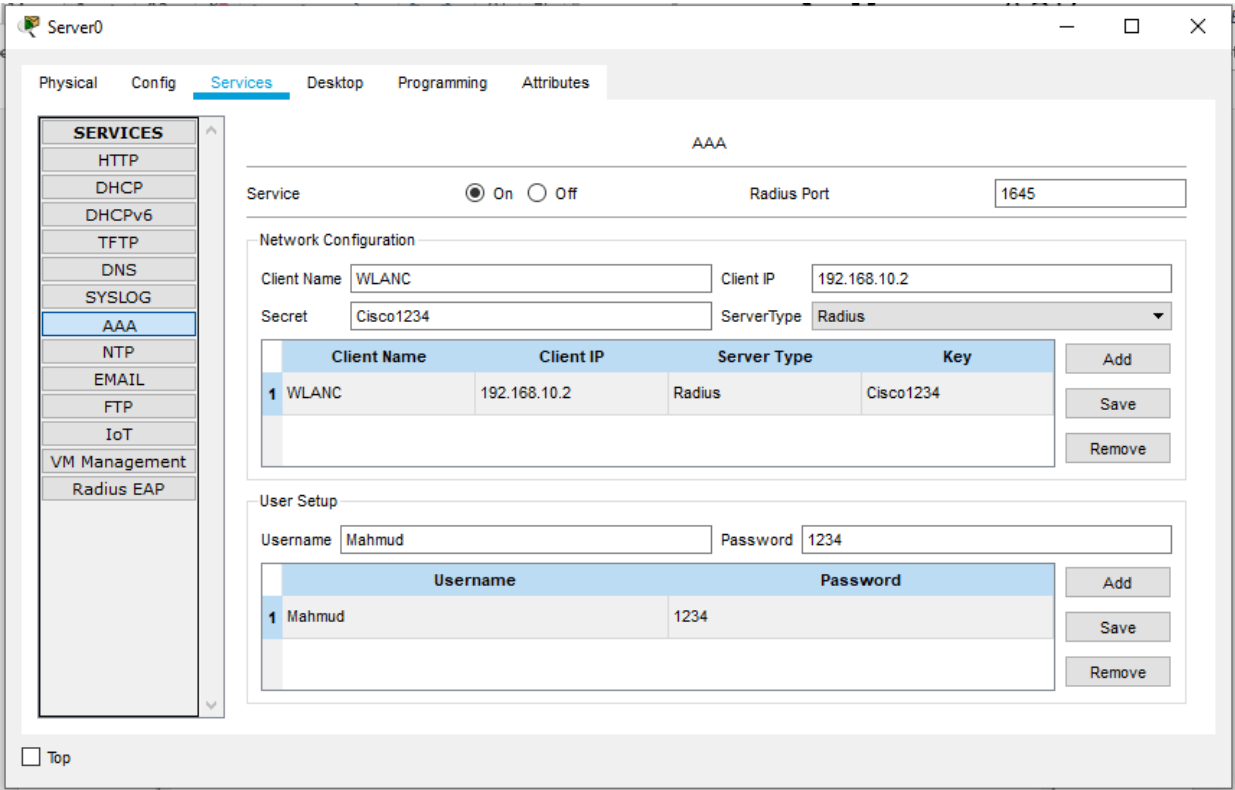 Server0
Physical Config Services Desktop Programming Attributes
SERVICES
HTTP
DHCP
DHCPv6
TFTP
DNS
SYSLOG
AAA
NTP
EMAIL
FTP
IoT
VM Management
Radius EAP
AAA
Service On Off Radius Port 1645
Network Configuration
Client Name WLANC Client IP 192.168.10.2
Secret Cisco1234 ServerType Radius
Client Name Client IP Server Type Key
1 WLANC 192.168.10.2 Radius Cisco1234
Add
Save
Remove
User Setup
Username Mahmud Password 1234
Username Password
1 Mahmud 1234
Add
Save
Remove
Top